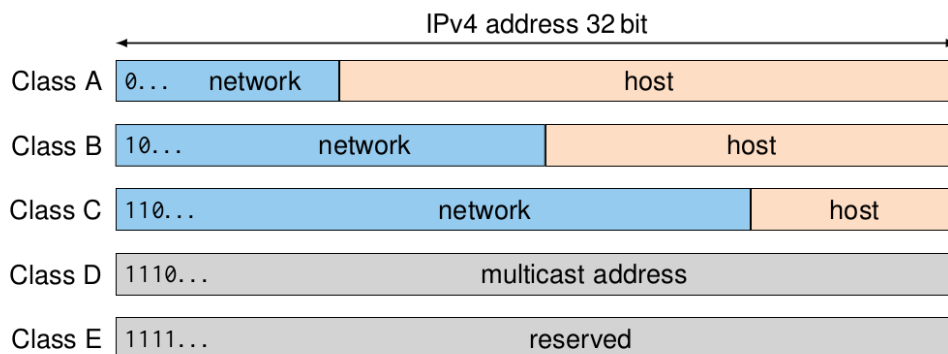 IPv4 address 32 bit
Class A 0... network host
Class B 10... network host
Class C 110... network host
Class D 1110... multicast address
Class E 1111... reserved